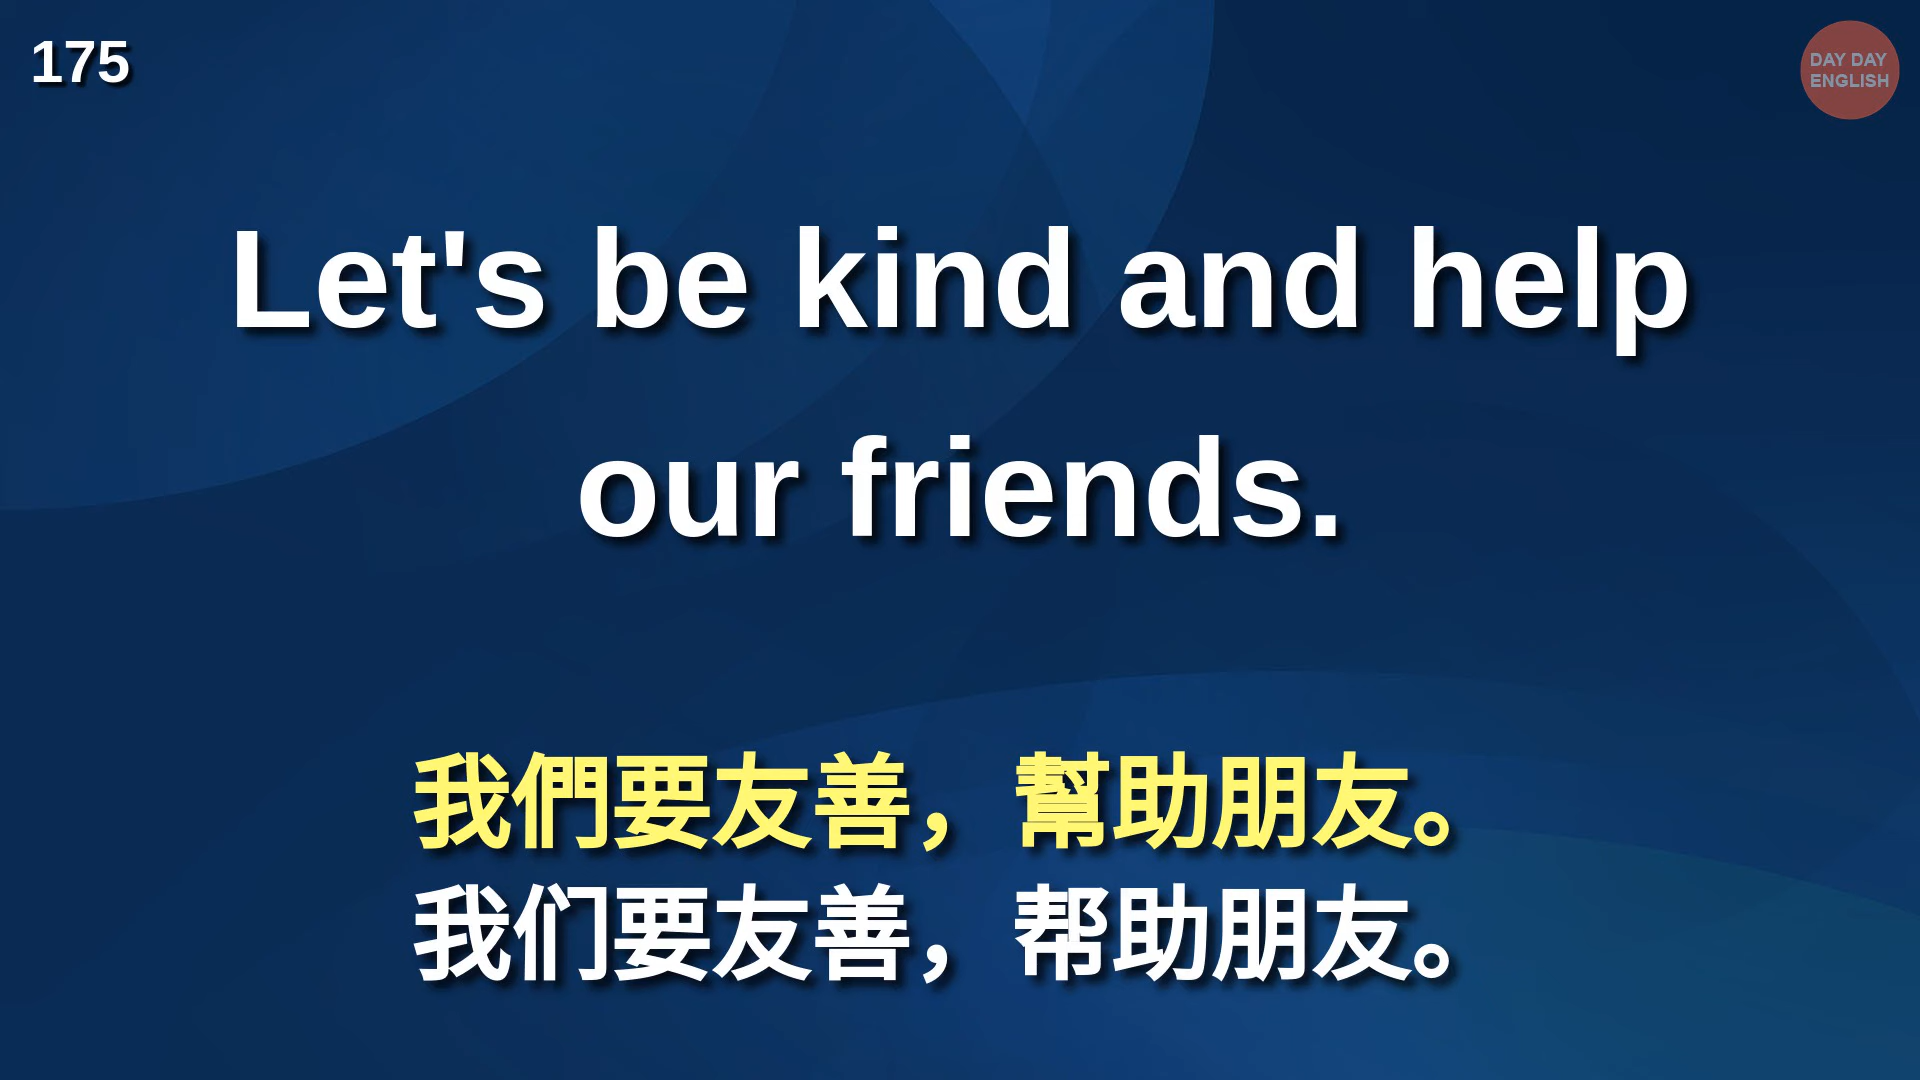 175
DAY DAY
ENGLISH
Let's be kind and help
our friends.
我們要友善，幫助朋友。
我们要友善，帮助朋友。